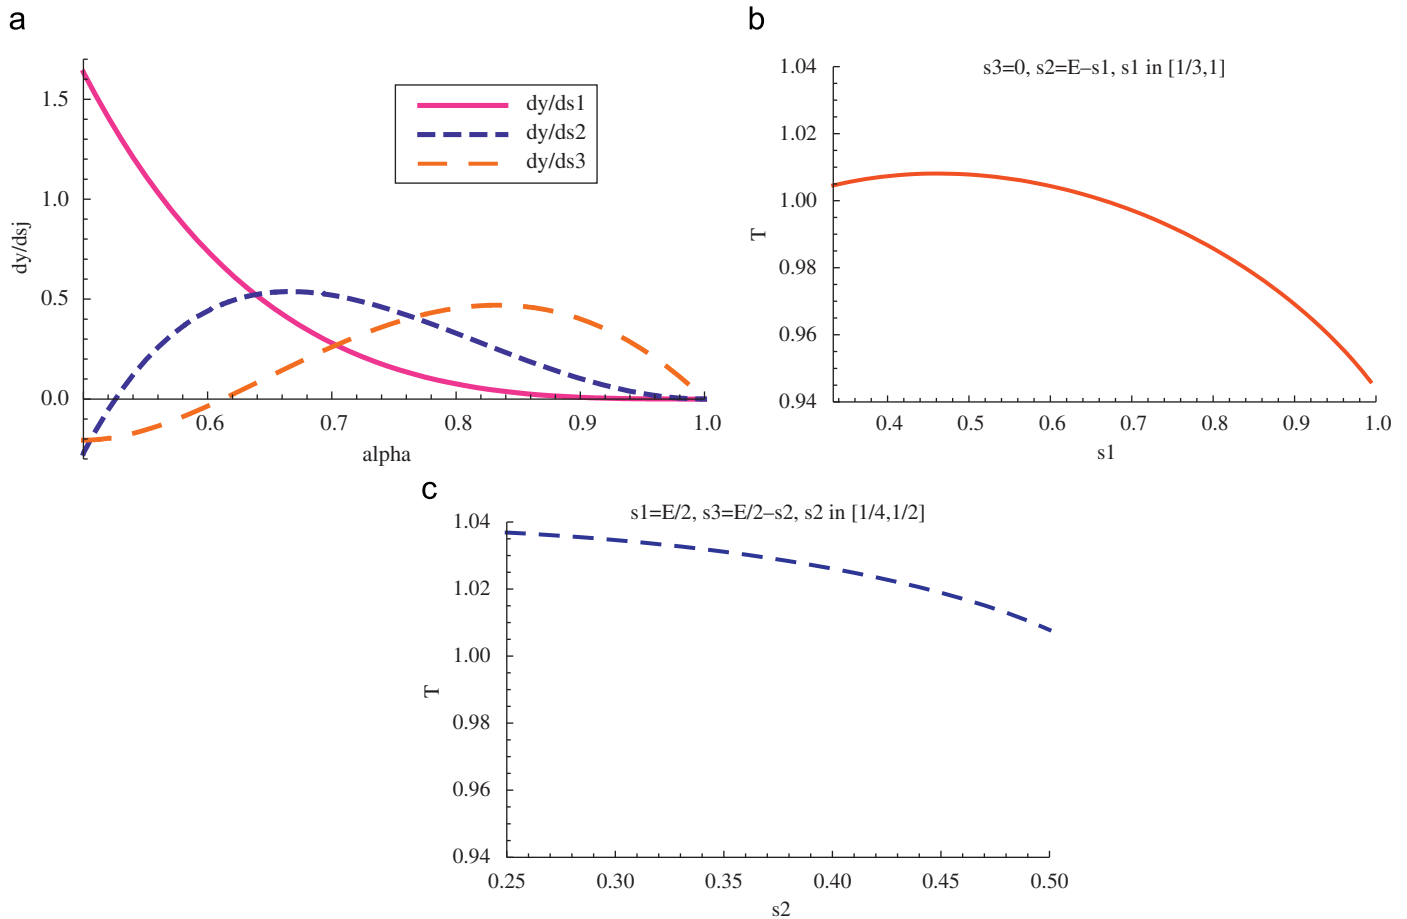 a
1.5
1.0
0.5
0.0
dy/dsj
dy/ds1
dy/ds2
dy/ds3
0.6 0.7 0.8 0.9 1.0
alpha
b
s3=0, s2=E–s1, s1 in [1/3,1]
1.04
1.02
1.00
0.98
0.96
0.94
T
0.4 0.5 0.6 0.7 0.8 0.9 1.0
s1
c
s1=E/2, s3=E/2–s2, s2 in [1/4,1/2]
1.04
1.02
1.00
0.98
0.96
0.94
T
0.25 0.30 0.35 0.40 0.45 0.50
s2